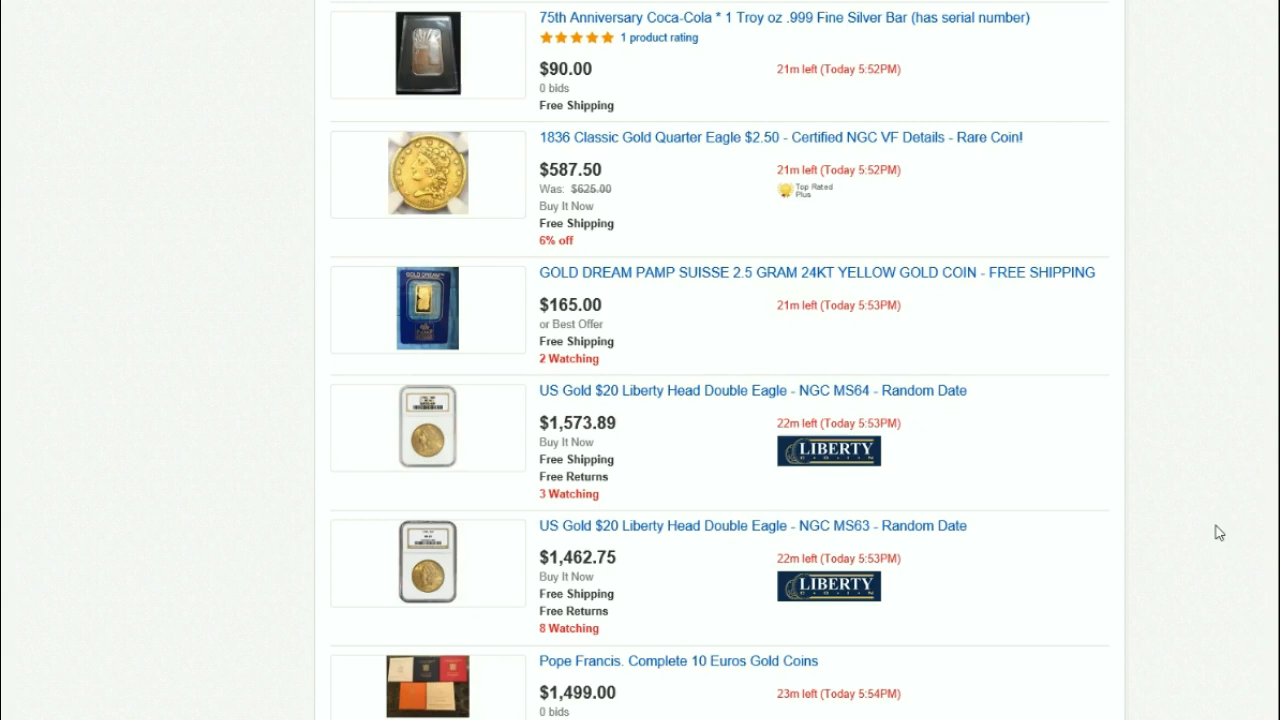 75th Anniversary Coca-Cola * 1 Troy oz .999 Fine Silver Bar (has serial number)
1 product rating
$90.00
21m left (Today 5:52PM)
0 bids
Free Shipping
1836 Classic Gold Quarter Eagle $2.50 - Certified NGC VF Details - Rare Coin!
$587.50
21m left (Today 5:52PM)
Was: $625.00
Top Rated
Plus
Buy It Now
Free Shipping
6% off
GOLD DREAM PAMP SUISSE 2.5 GRAM 24KT YELLOW GOLD COIN - FREE SHIPPING
GOLD DREAM
$165.00
21m left (Today 5:53PM)
or Best Offer
Free Shipping
2 Watching
US Gold $20 Liberty Head Double Eagle - NGC MS64 - Random Date
$1,573.89
22m left (Today 5:53PM)
Buy It Now
LIBERTY
COIN
Free Shipping
Free Returns
3 Watching
US Gold $20 Liberty Head Double Eagle - NGC MS63 - Random Date
$1,462.75
22m left (Today 5:53PM)
Buy It Now
LIBERTY
COIN
Free Shipping
Free Returns
8 Watching
Pope Francis. Complete 10 Euros Gold Coins
$1,499.00
23m left (Today 5:54PM)
0 bids